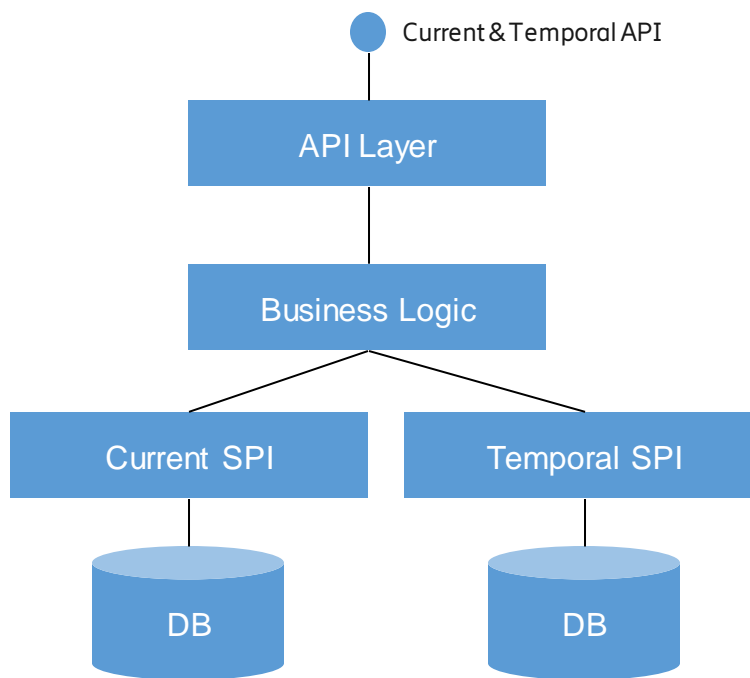 Current & Temporal API
API Layer
Business Logic
Current SPI
Temporal SPI
DB
DB